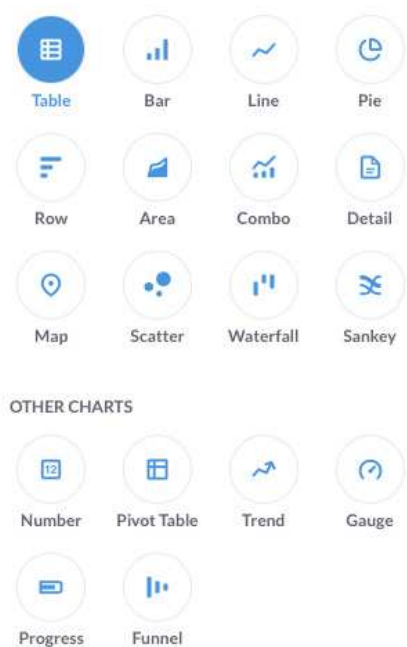 Table Bar Line Pie
Row Area Combo Detail
Map Scatter Waterfall Sankey
OTHER CHARTS
12
Number Pivot Table Trend Gauge
Progress Funnel